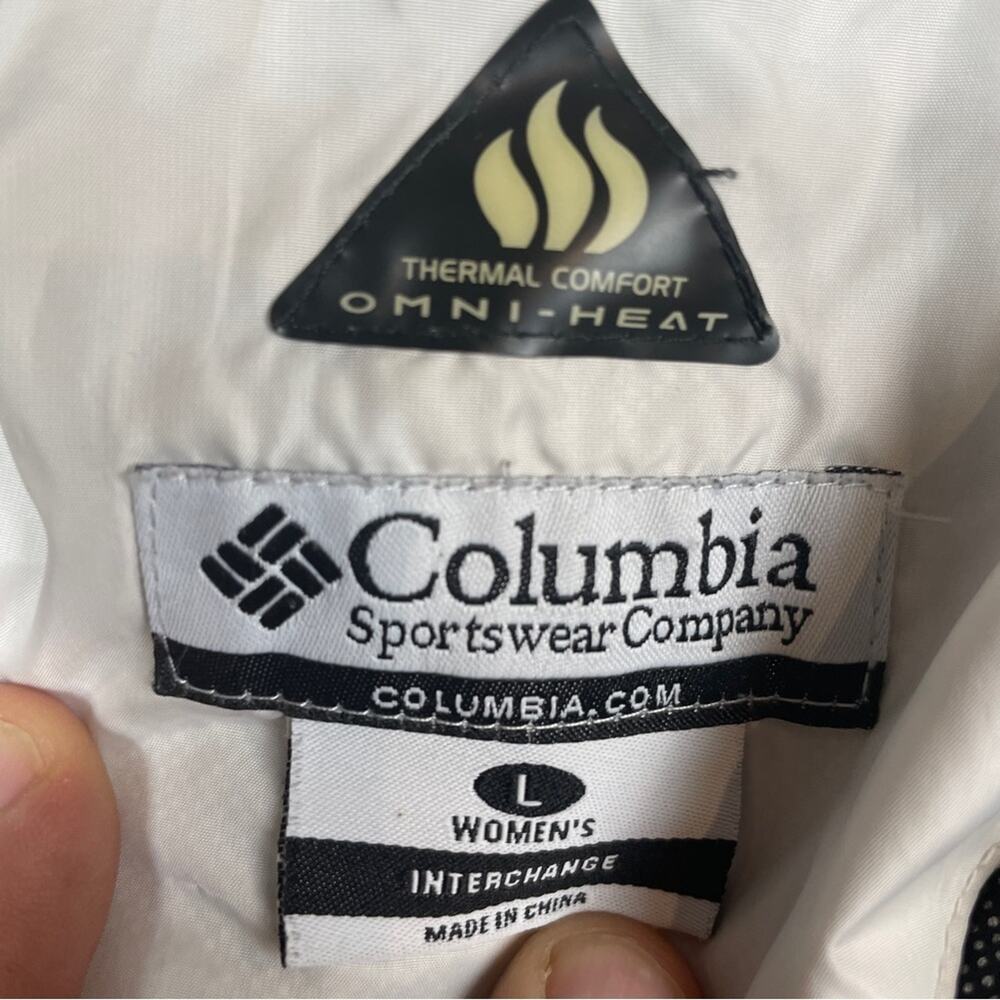 THERMAL COMFORT
OMNI-HEAT
Columbia
Sportswear Company
COLUMBIA.COM
L
WOMEN'S
INTERCHANGE
MADE IN CHINA